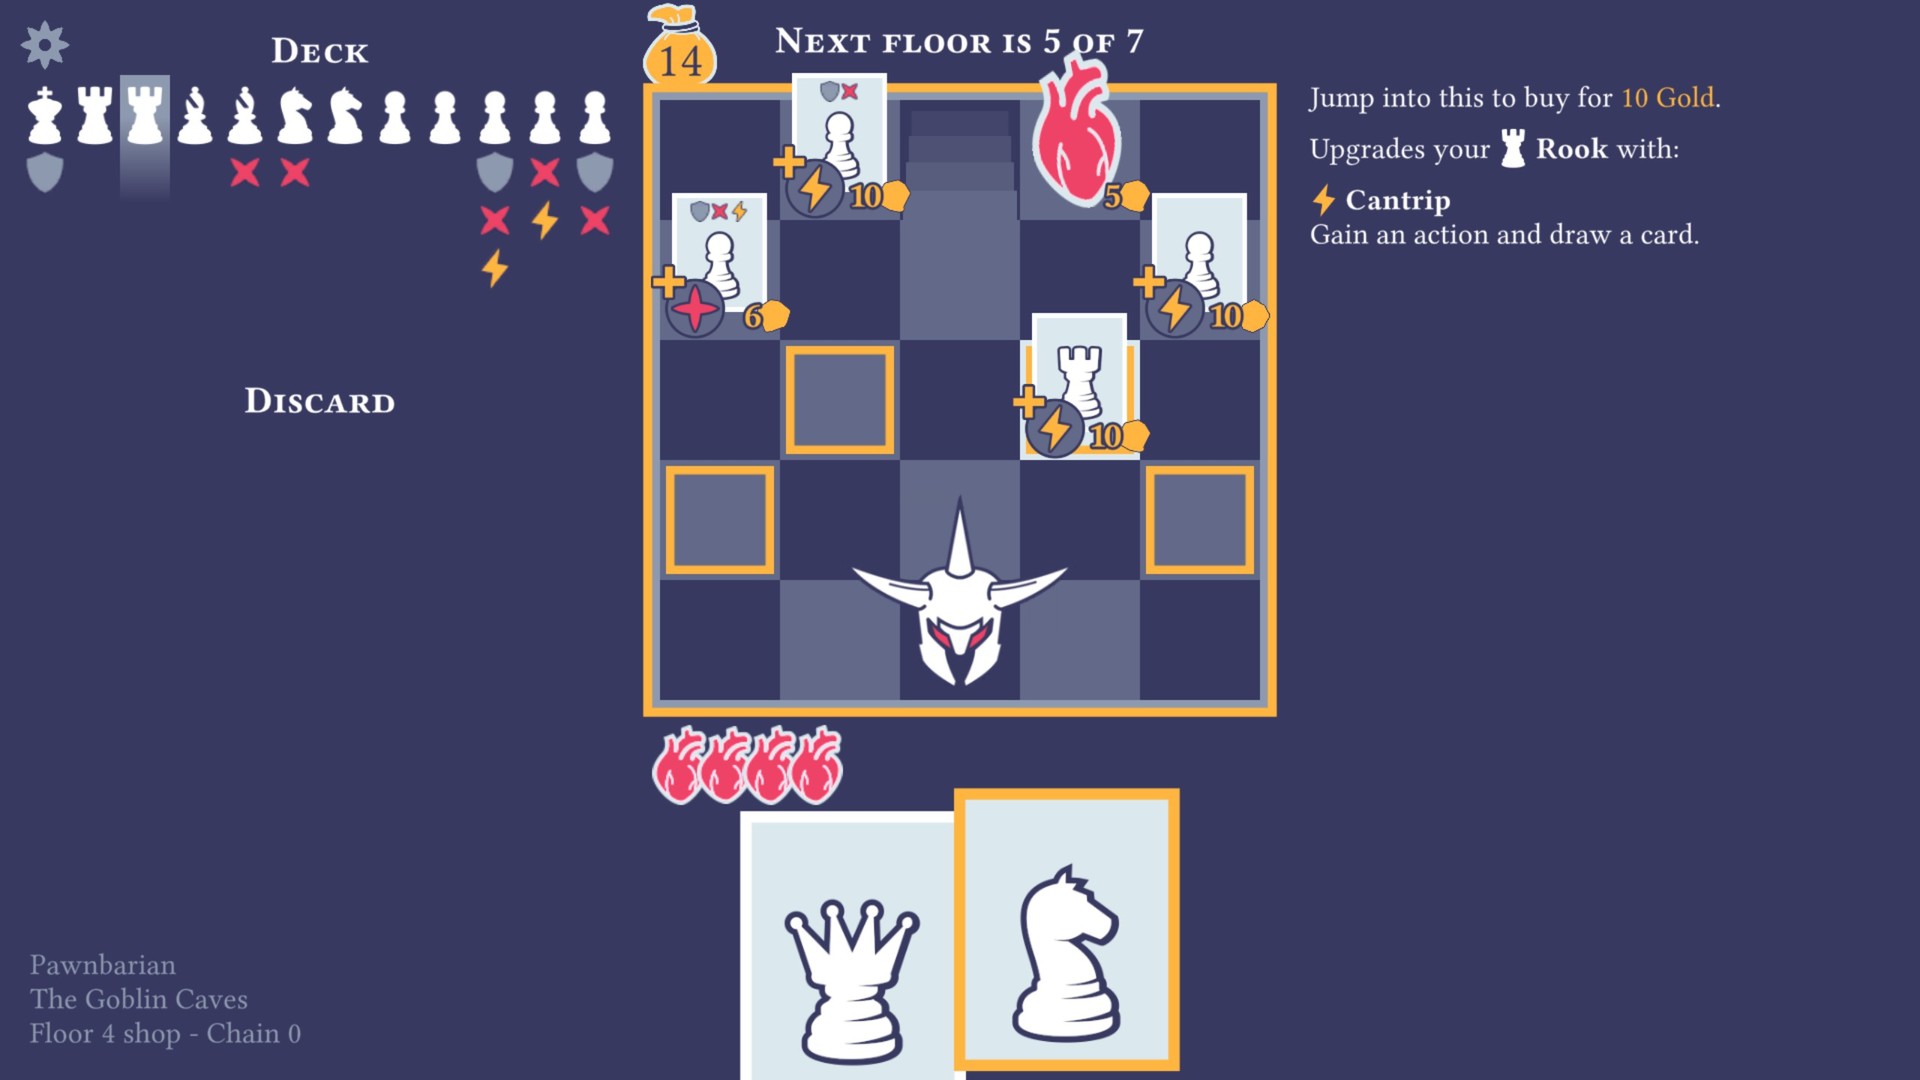 DECK
14
NEXT FLOOR IS 5 OF 7
Jump into this to buy for 10 Gold.
Upgrades your Rook with:
Cantrip
Gain an action and draw a card.
10
5
6
10
10
DISCARD
Pawnbarian
The Goblin Caves
Floor 4 shop - Chain 0